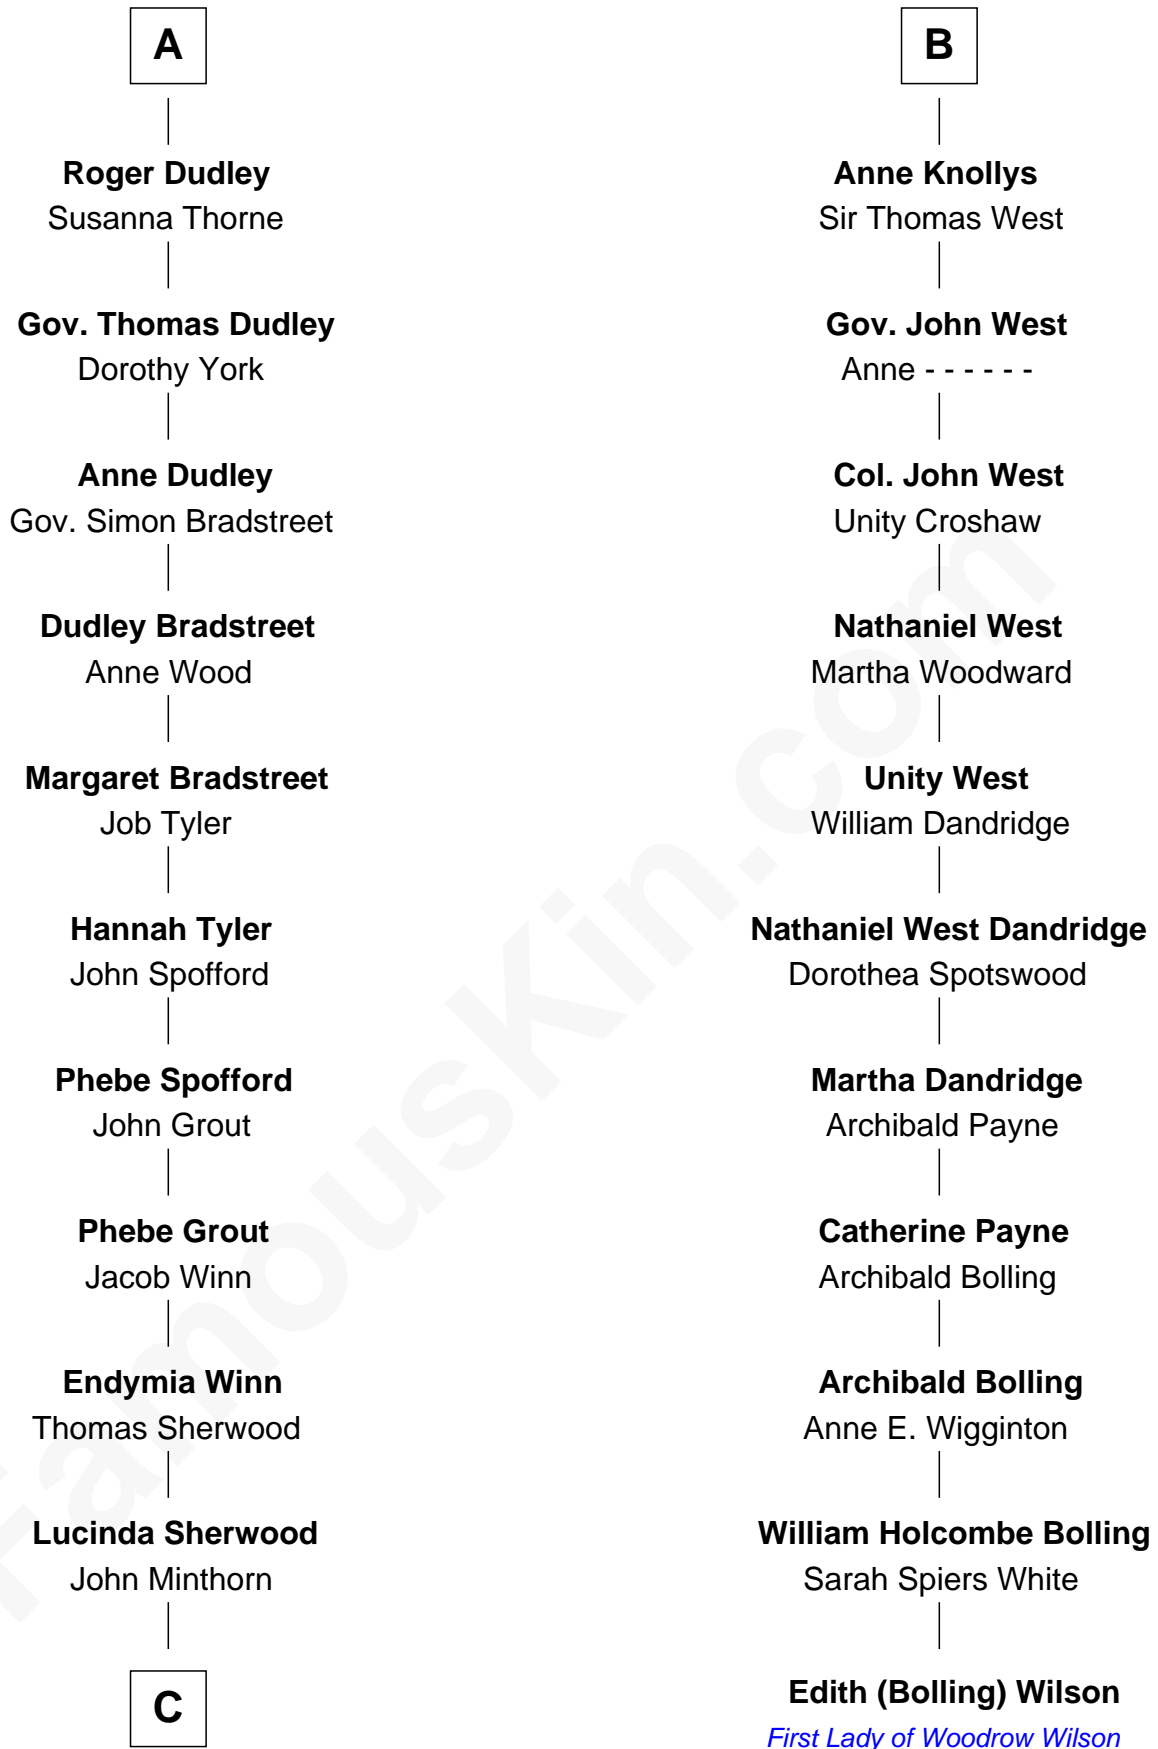 A
Roger Dudley
Susanna Thorne
Gov. Thomas Dudley
Dorothy York
Anne Dudley
Gov. Simon Bradstreet
Dudley Bradstreet
Anne Wood
Margaret Bradstreet
Job Tyler
Hannah Tyler
John Spofford
Phebe Spofford
John Grout
Phebe Grout
Jacob Winn
Endymia Winn
Thomas Sherwood
Lucinda Sherwood
John Minthorn
C
B
Anne Knollys
Sir Thomas West
Gov. John West
Anne - - - - - -
Col. John West
Unity Croshaw
Nathaniel West
Martha Woodward
Unity West
William Dandridge
Nathaniel West Dandridge
Dorothea Spotswood
Martha Dandridge
Archibald Payne
Catherine Payne
Archibald Bolling
Archibald Bolling
Anne E. Wigginton
William Holcombe Bolling
Sarah Spiers White
Edith (Bolling) Wilson
First Lady of Woodrow Wilson
FamousKin.com